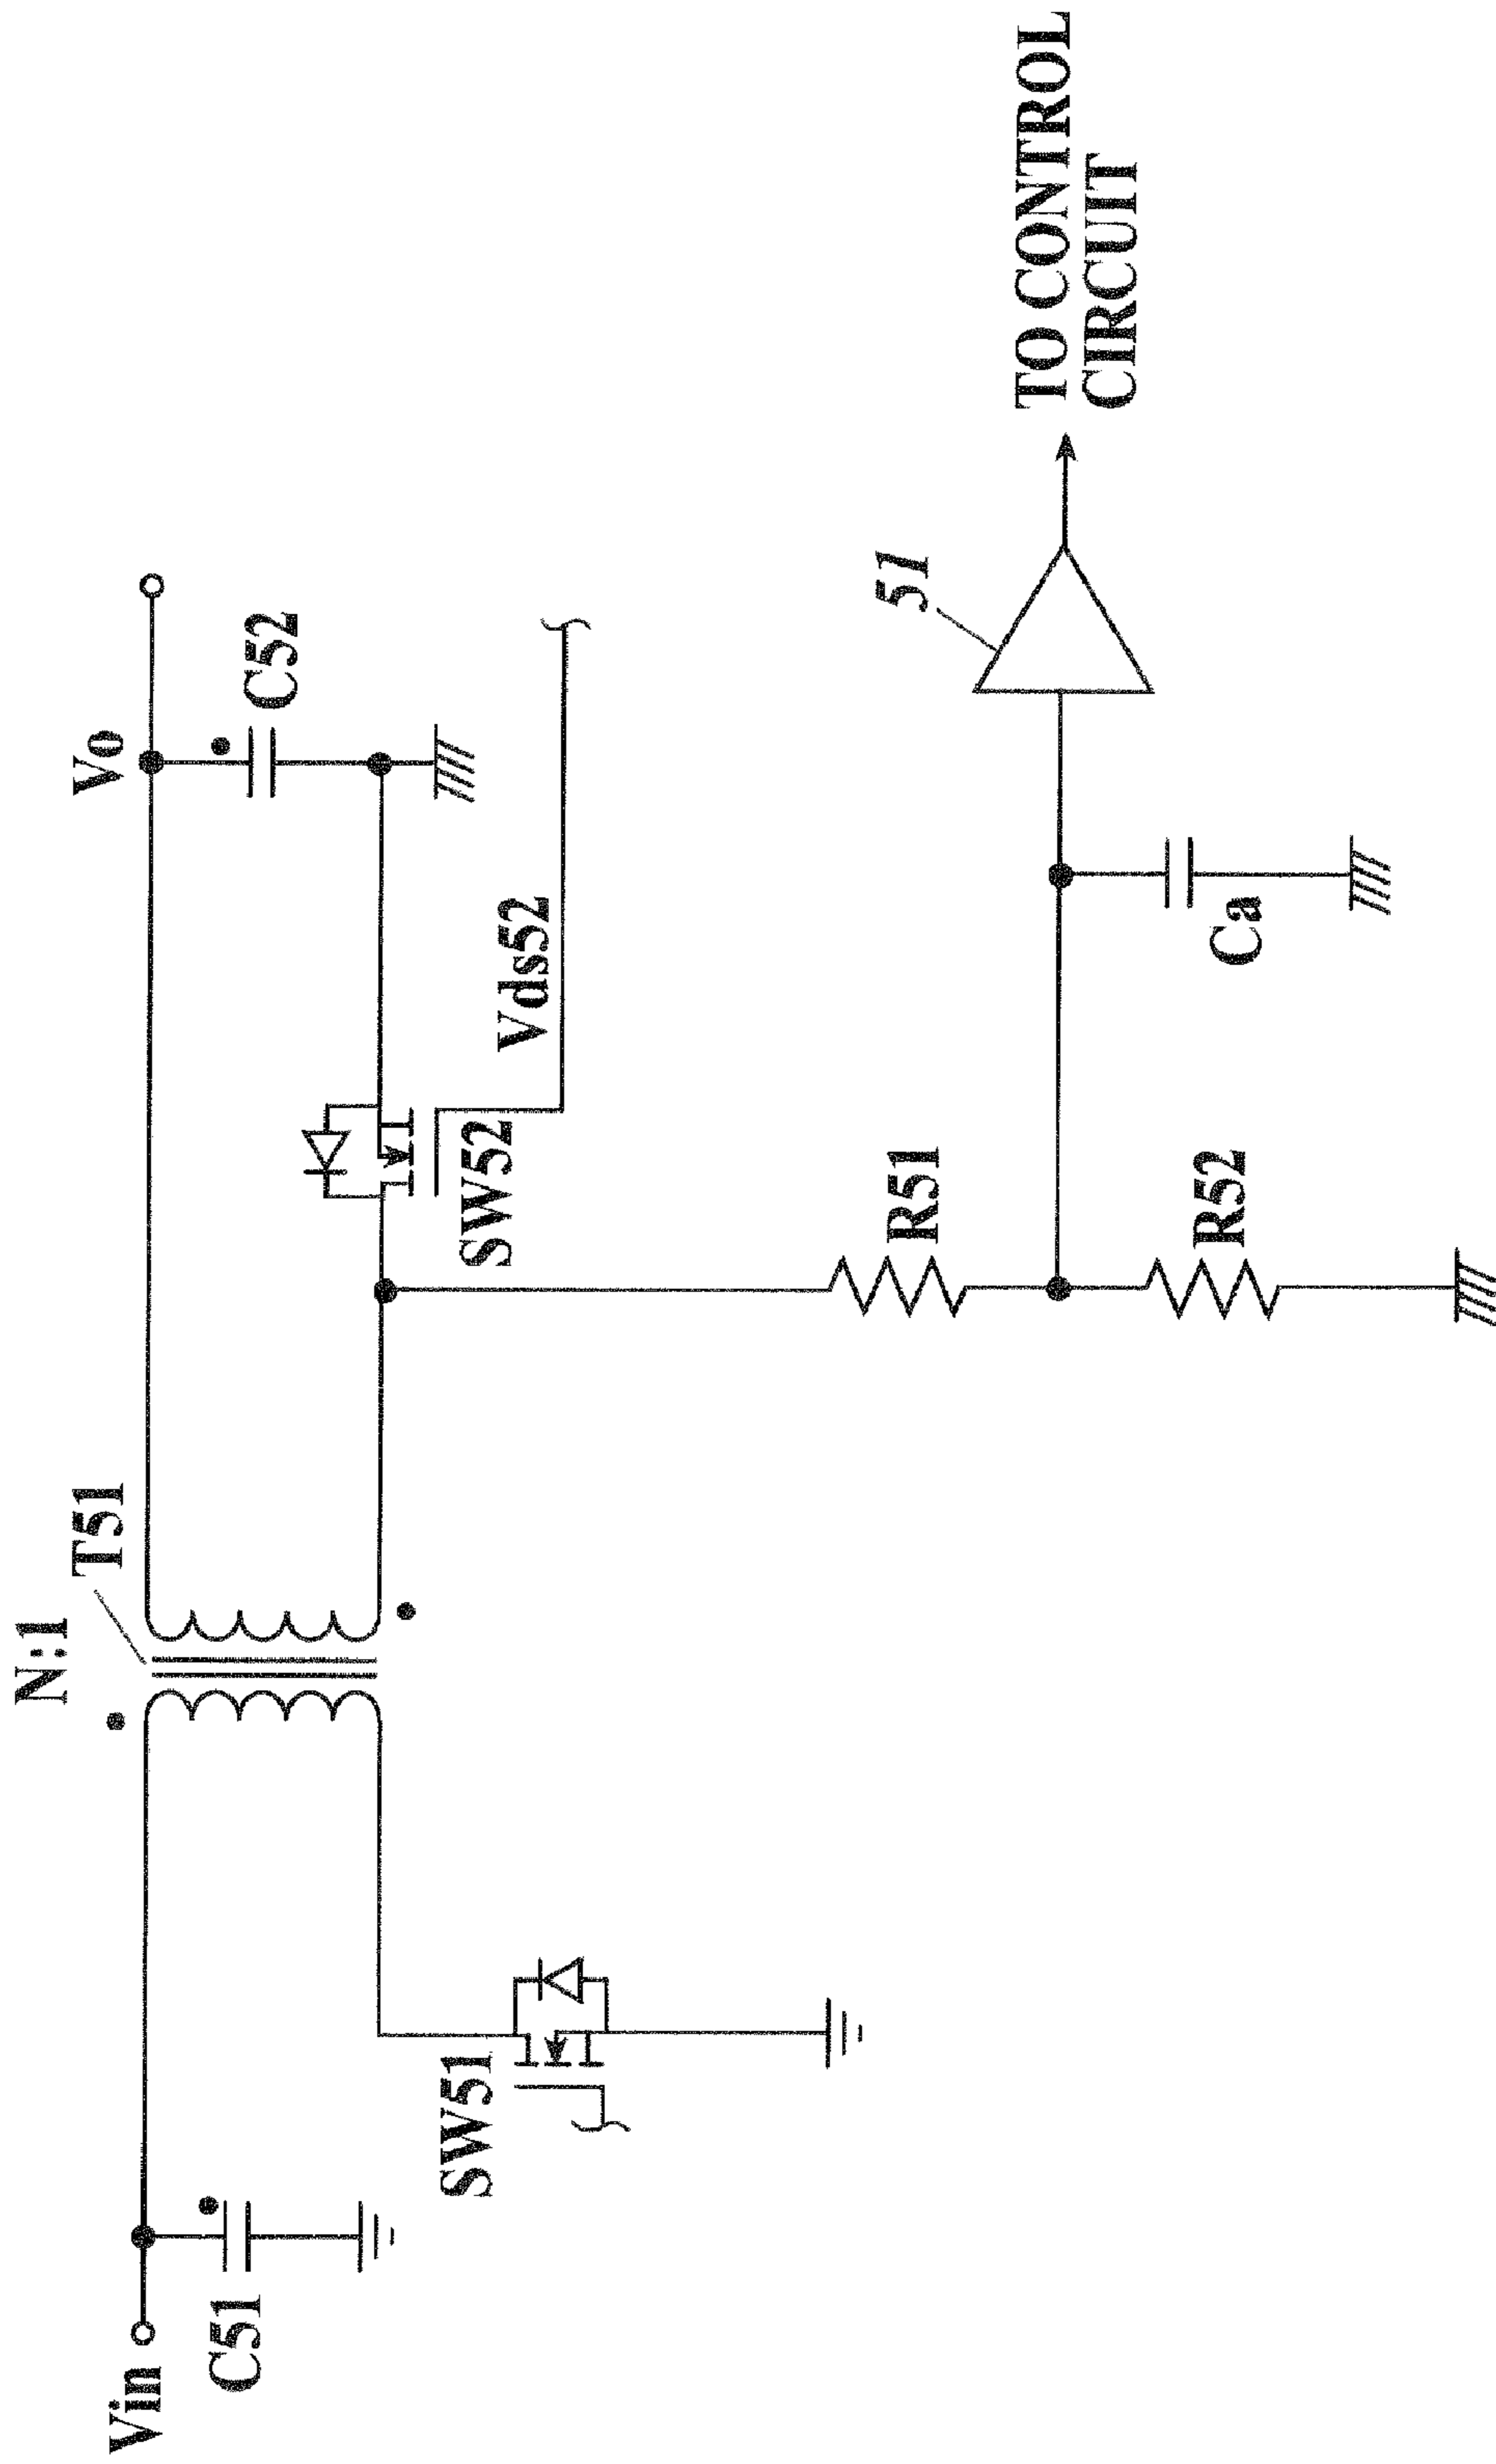 N:1
T51
Vo
Vin
C51
C52
SW51
SW52
Vds52
R51
R52
Ca
51
TO CONTROL
CIRCUIT